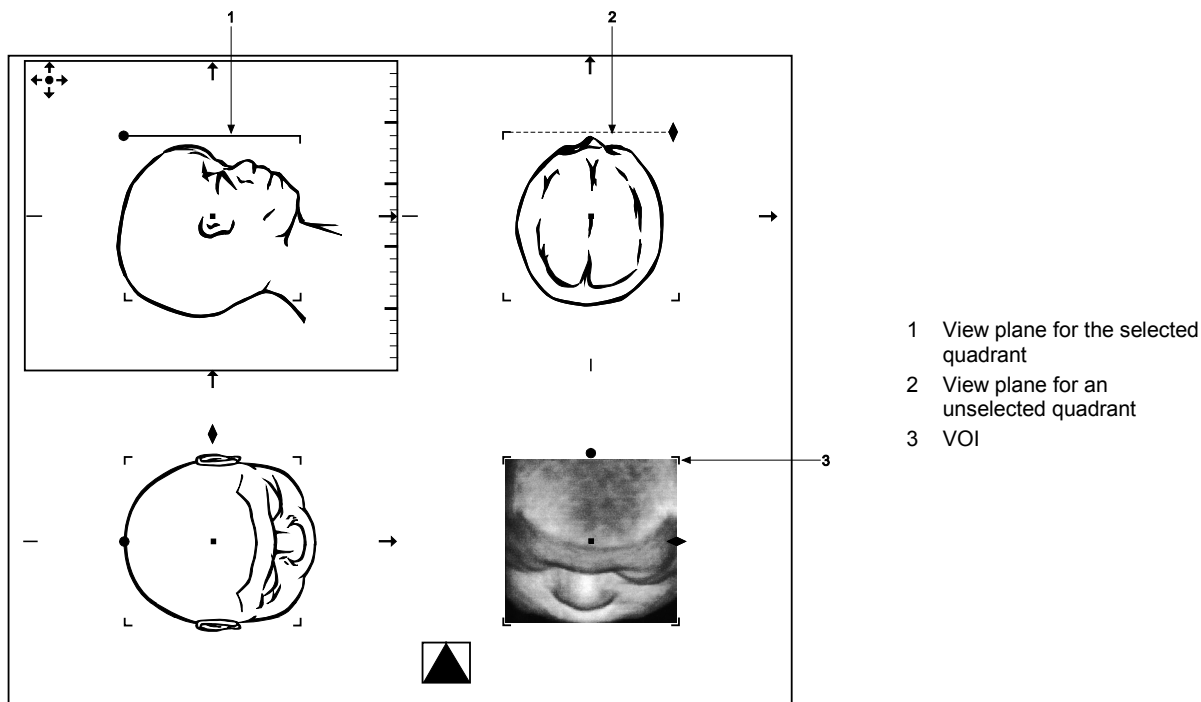 1
2
3
1 View plane for the selected
quadrant
2 View plane for an
unselected quadrant
3 VOI